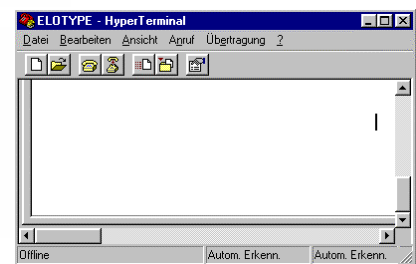 ELOTYPE - HyperTerminal
Datei Bearbeiten Ansicht Anruf Übertragung ?
Offline Autom. Erkenn. Autom. Erkenn.